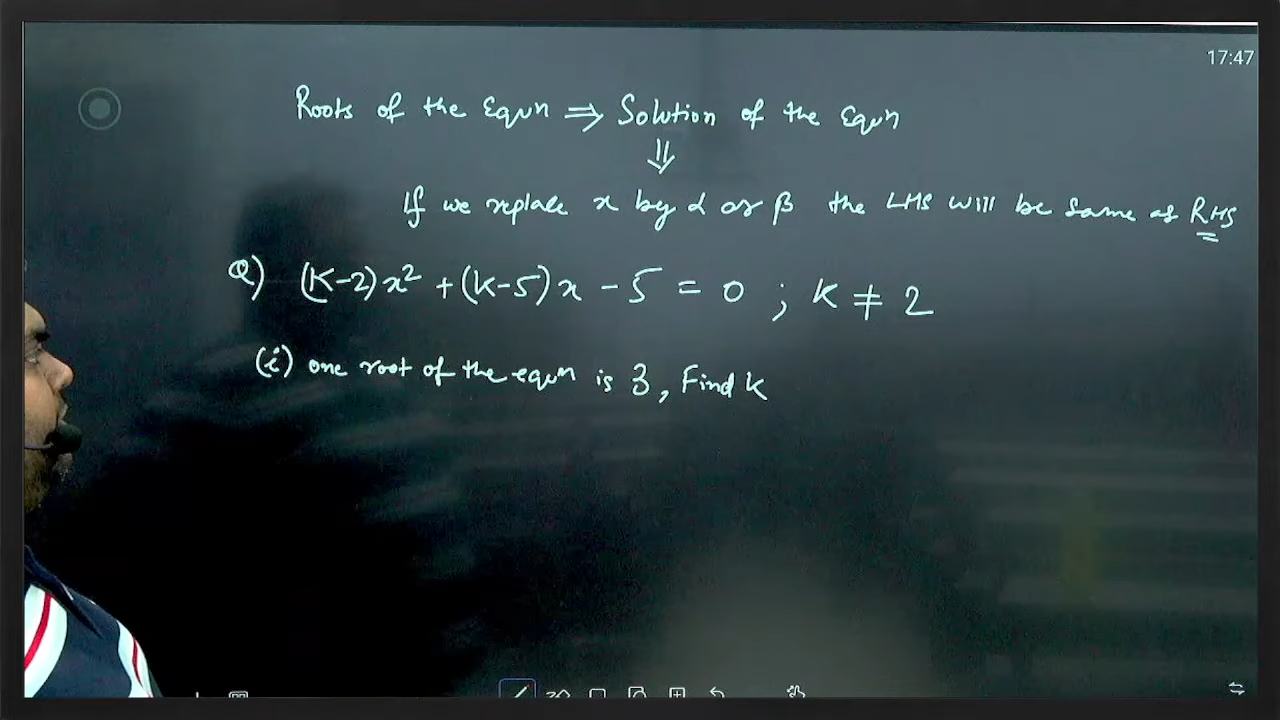 17:47
Roots of the Equn ⇒ Solution of the Equn
⇓
If we replace x by α or β the LHS will be same as RHS
Q) (K-2)x² + (k-5)x - 5 = 0 ; K ≠ 2
(i) one root of the equn is 3, Find k